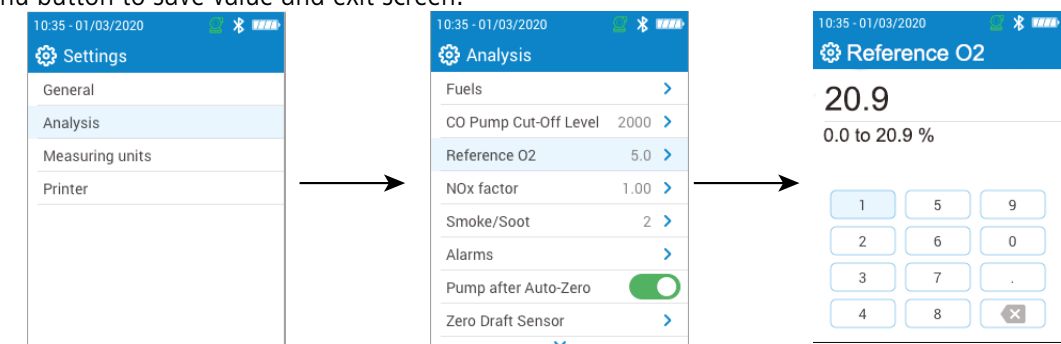 button to save value and exit screen.
10:35 - 01/03/2020
Settings
General
Analysis
Measuring units
Printer
10:35 - 01/03/2020
Analysis
Fuels
CO Pump Cut-Off Level 2000
Reference O2 5.0
NOx factor 1.00
Smoke/Soot 2
Alarms
Pump after Auto-Zero
Zero Draft Sensor
10:35 - 01/03/2020
Reference O2
20.9
0.0 to 20.9 %
1 5 9
2 6 0
3 7 .
4 8